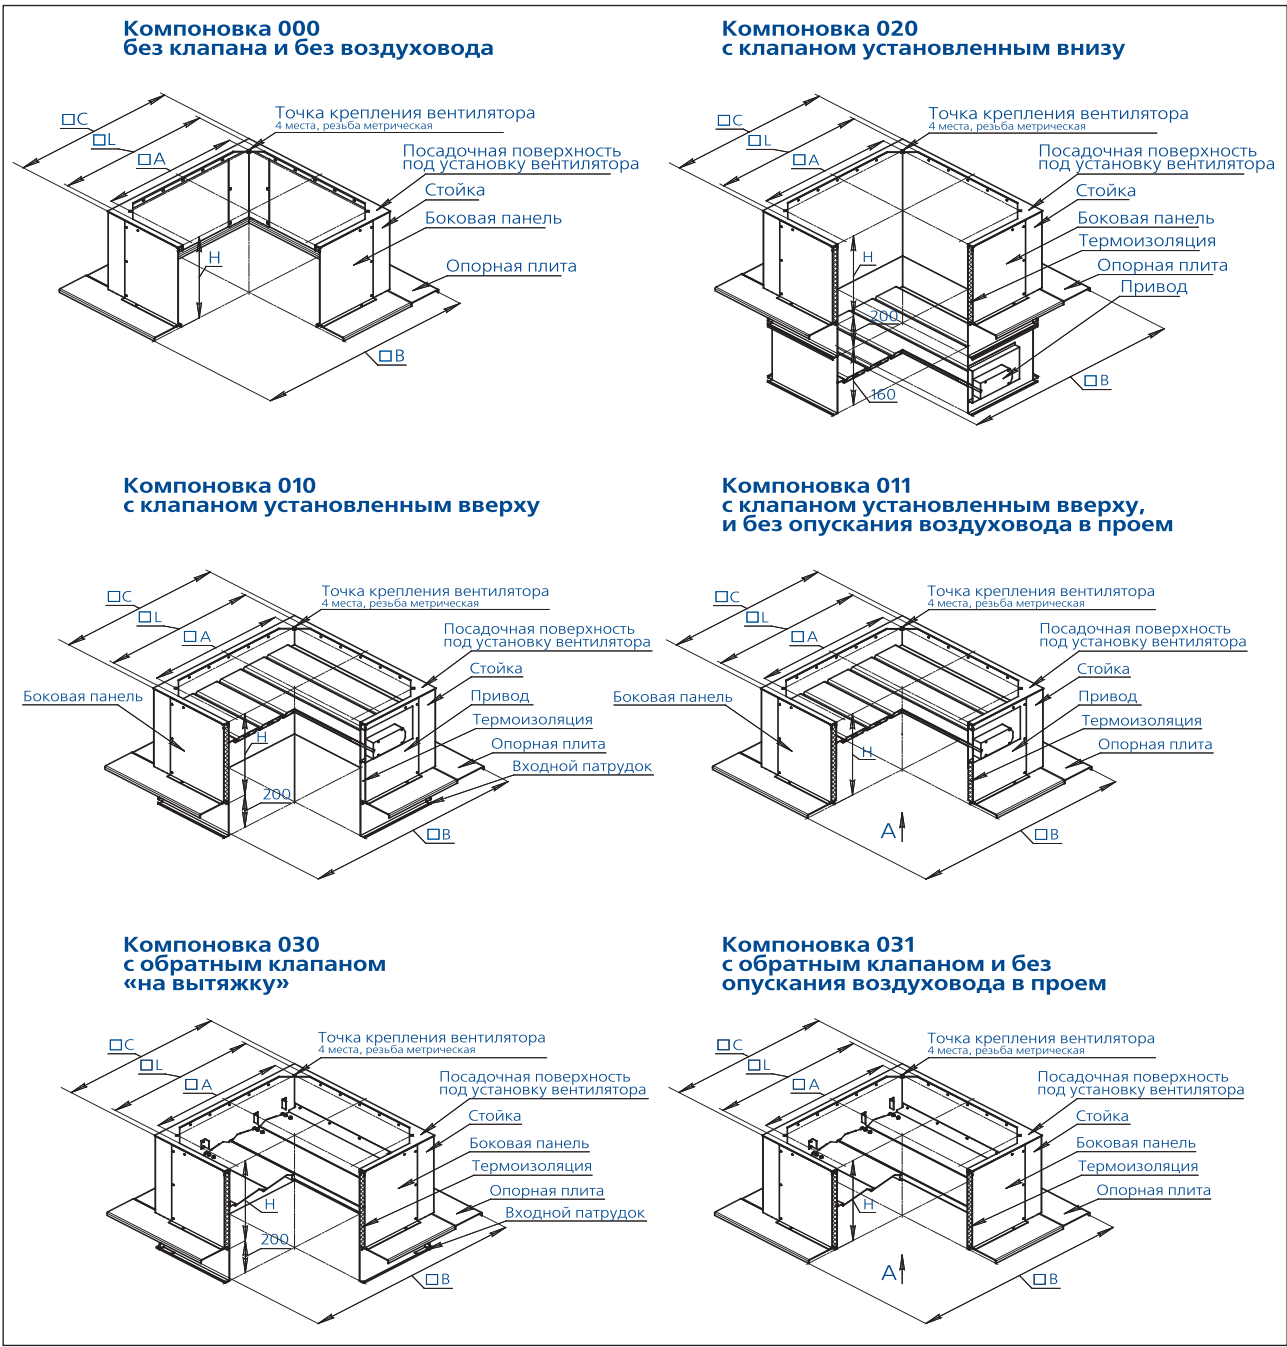 Компоновка 000
без клапана и без воздуховода
□C
□L
□A
Точка крепления вентилятора
4 места, резьба метрическая
Посадочная поверхность
под установку вентилятора
Стойка
Боковая панель
H
Опорная плита
□B
Компоновка 020
с клапаном установленным внизу
□C
□L
□A
Точка крепления вентилятора
4 места, резьба метрическая
Посадочная поверхность
под установку вентилятора
Стойка
Боковая панель
Термоизоляция
H
Опорная плита
Привод
200
□B
160
Компоновка 010
с клапаном установленным вверху
□C
□L
□A
Точка крепления вентилятора
4 места, резьба метрическая
Посадочная поверхность
под установку вентилятора
Стойка
Боковая панель
Привод
Термоизоляция
H
Опорная плита
Входной патрудок
200
□B
Компоновка 011
с клапаном установленным вверху,
и без опускания воздуховода в проем
□C
□L
□A
Точка крепления вентилятора
4 места, резьба метрическая
Посадочная поверхность
под установку вентилятора
Стойка
Боковая панель
Привод
Термоизоляция
H
Опорная плита
A
□B
Компоновка 030
с обратным клапаном
«на вытяжку»
□C
□L
□A
Точка крепления вентилятора
4 места, резьба метрическая
Посадочная поверхность
под установку вентилятора
Стойка
Боковая панель
Термоизоляция
Опорная плита
H
Входной патрудок
200
□B
Компоновка 031
с обратным клапаном и без
опускания воздуховода в проем
□C
□L
□A
Точка крепления вентилятора
4 места, резьба метрическая
Посадочная поверхность
под установку вентилятора
Стойка
Боковая панель
Термоизоляция
Опорная плита
H
A
□B